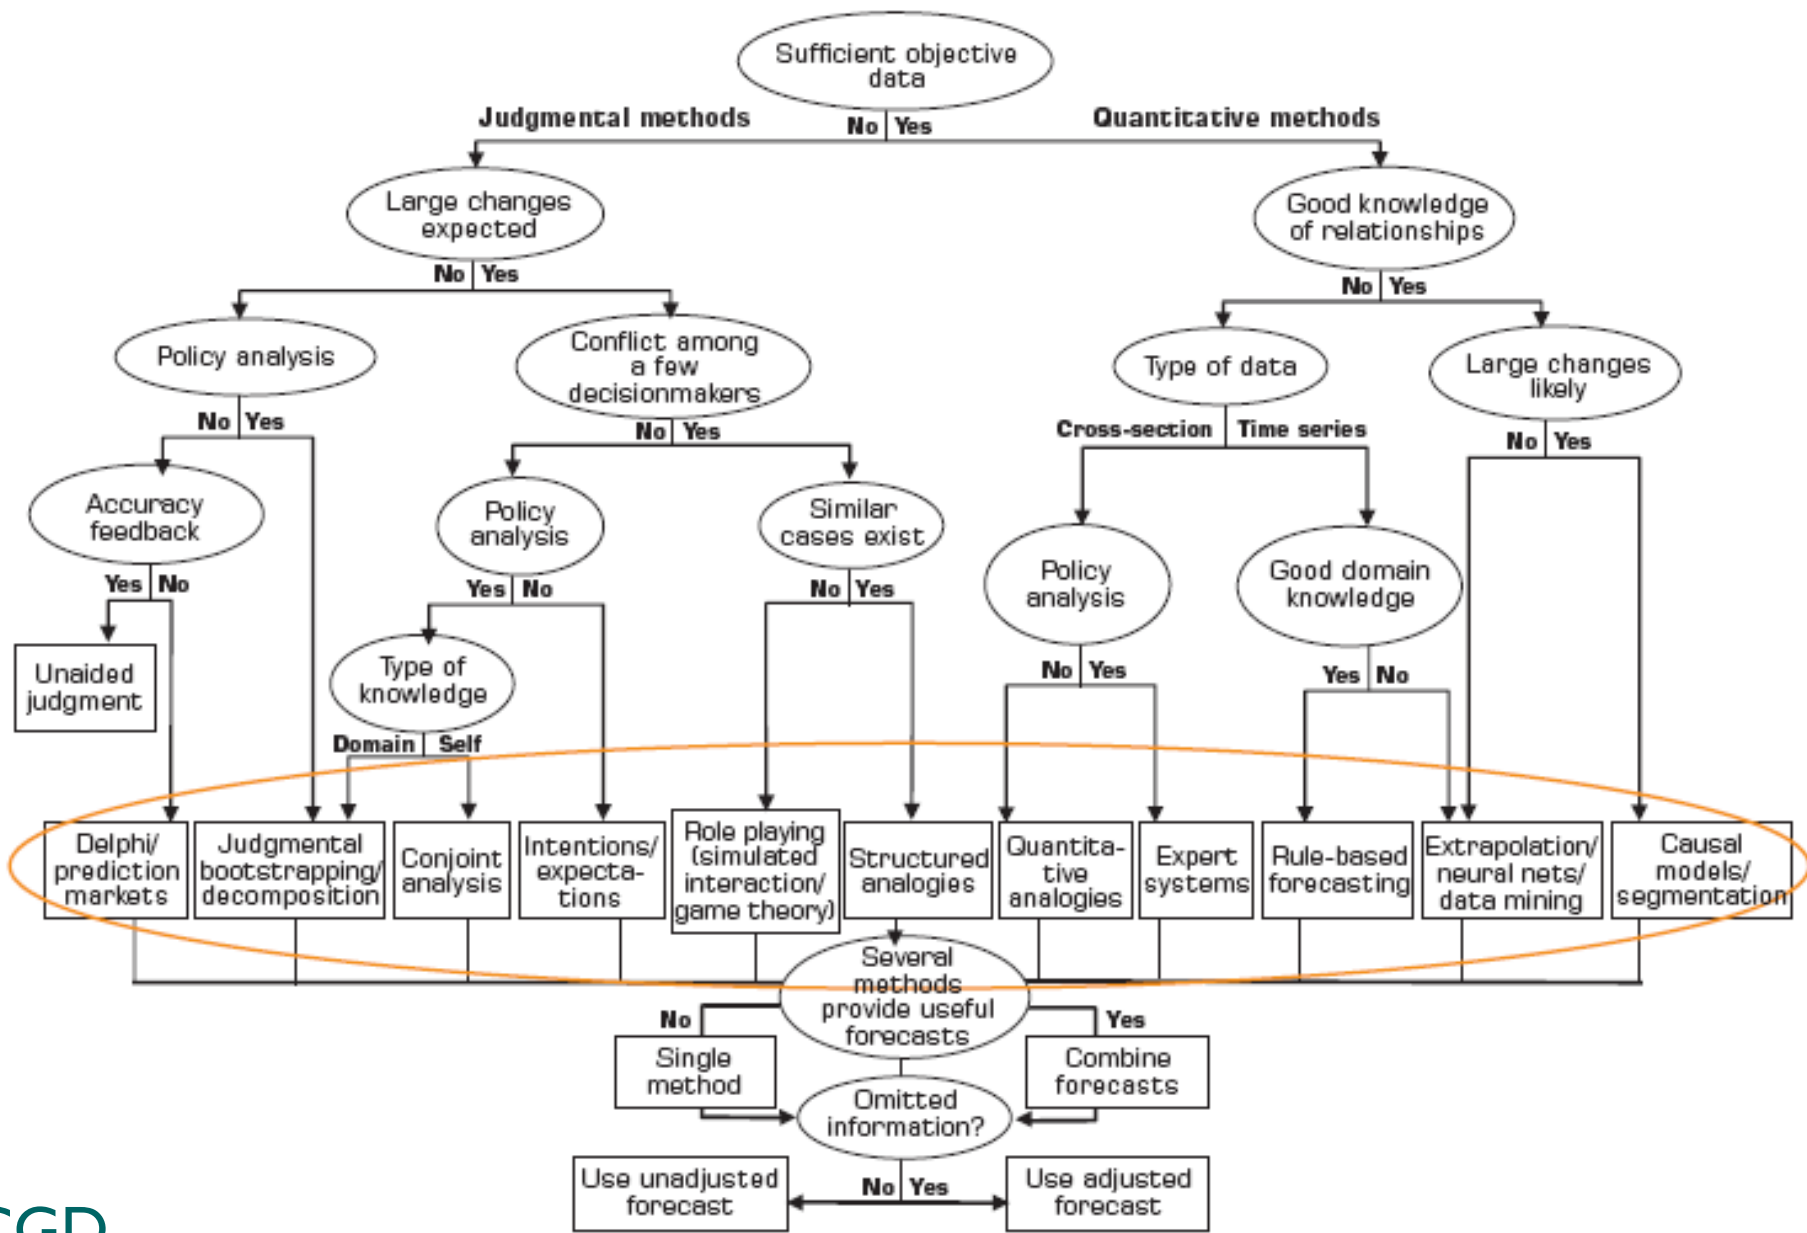 Sufficient objective
data
Judgmental methods
No Yes
Quantitative methods
Large changes
expected
Good knowledge
of relationships
No Yes
No Yes
Policy analysis
Conflict among
a few
decisionmakers
Type of data
Large changes
likely
No Yes
No Yes
Cross-section Time series
No Yes
Accuracy
feedback
Policy
analysis
Similar
cases exist
Policy
analysis
Good domain
knowledge
Yes No
Yes No
No Yes
Unaided
judgment
Type of
knowledge
No Yes
Yes No
Domain Self
Delphi/
prediction
markets
Judgmental
bootstrapping/
decomposition
Conjoint
analysis
Intentions/
expecta-
tions
Role playing
(simulated
interaction/
game theory)
Structured
analogies
Quantita-
tive
analogies
Expert
systems
Rule-based
forecasting
Extrapolation/
neural nets/
data mining
Causal
models/
segmentation
Several
methods
provide useful
forecasts
No
Yes
Single
method
Combine
forecasts
Omitted
information?
No Yes
Use unadjusted
forecast
Use adjusted
forecast